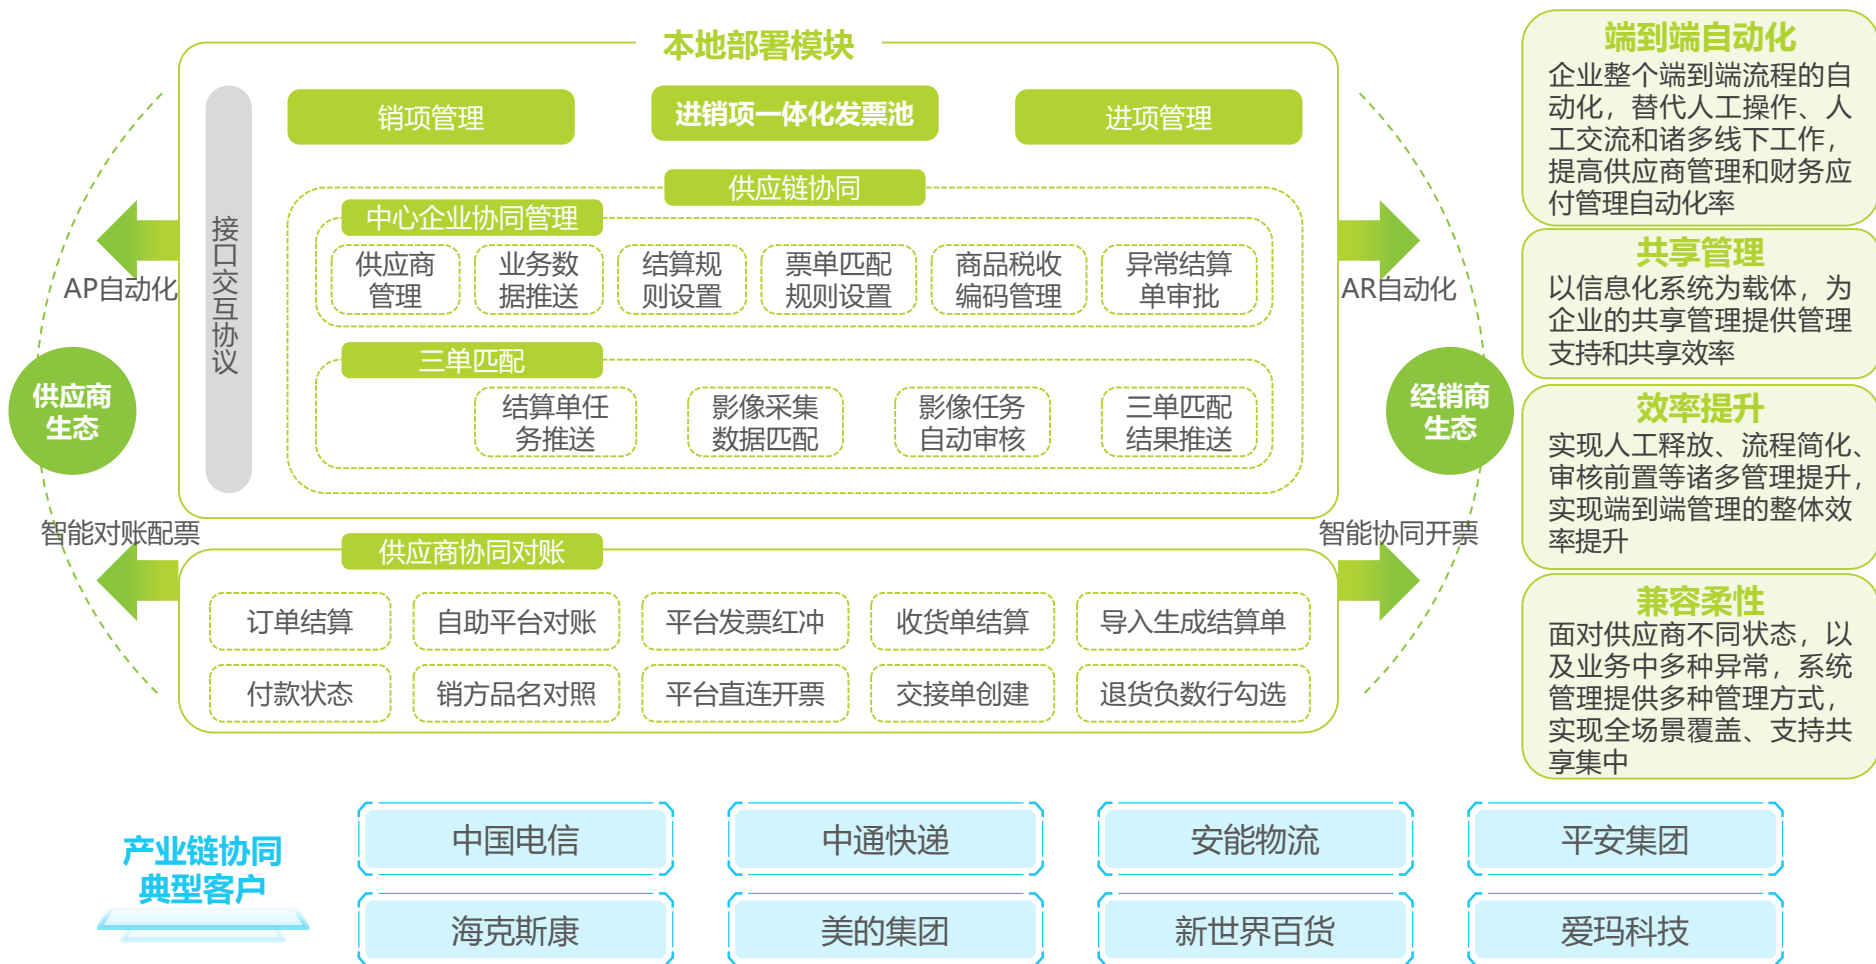 本地部署模块
销项管理
进销项一体化发票池
进项管理
接口交互协议
供应链协同
中心企业协同管理
供应商
管理
业务数
据推送
结算规
则设置
票单匹配
规则设置
商品税收
编码管理
异常结算
单审批
三单匹配
结算单任
务推送
影像采集
数据匹配
影像任务
自动审核
三单匹配
结果推送
AP自动化
供应商
生态
智能对账配票
AR自动化
经销商
生态
智能协同开票
供应商协同对账
订单结算
自助平台对账
平台发票红冲
收货单结算
导入生成结算单
付款状态
销方品名对照
平台直连开票
交接单创建
退货负数行勾选
端到端自动化
企业整个端到端流程的自
动化，替代人工操作、人
工交流和诸多线下工作，
提高供应商管理和财务应
付管理自动化率
共享管理
以信息化系统为载体，为
企业的共享管理提供管理
支持和共享效率
效率提升
实现人工释放、流程简化、
审核前置等诸多管理提升，
实现端到端管理的整体效
率提升
兼容柔性
面对供应商不同状态，以
及业务中多种异常，系统
管理提供多种管理方式，
实现全场景覆盖、支持共
享集中
产业链协同
典型客户
中国电信
中通快递
安能物流
平安集团
海克斯康
美的集团
新世界百货
爱玛科技